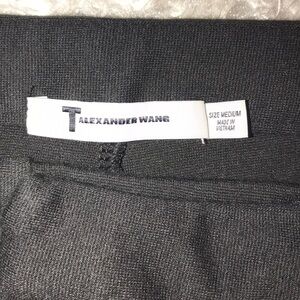 T ALEXANDER WANG
SIZE MEDIUM
MADE IN
VIETNAM